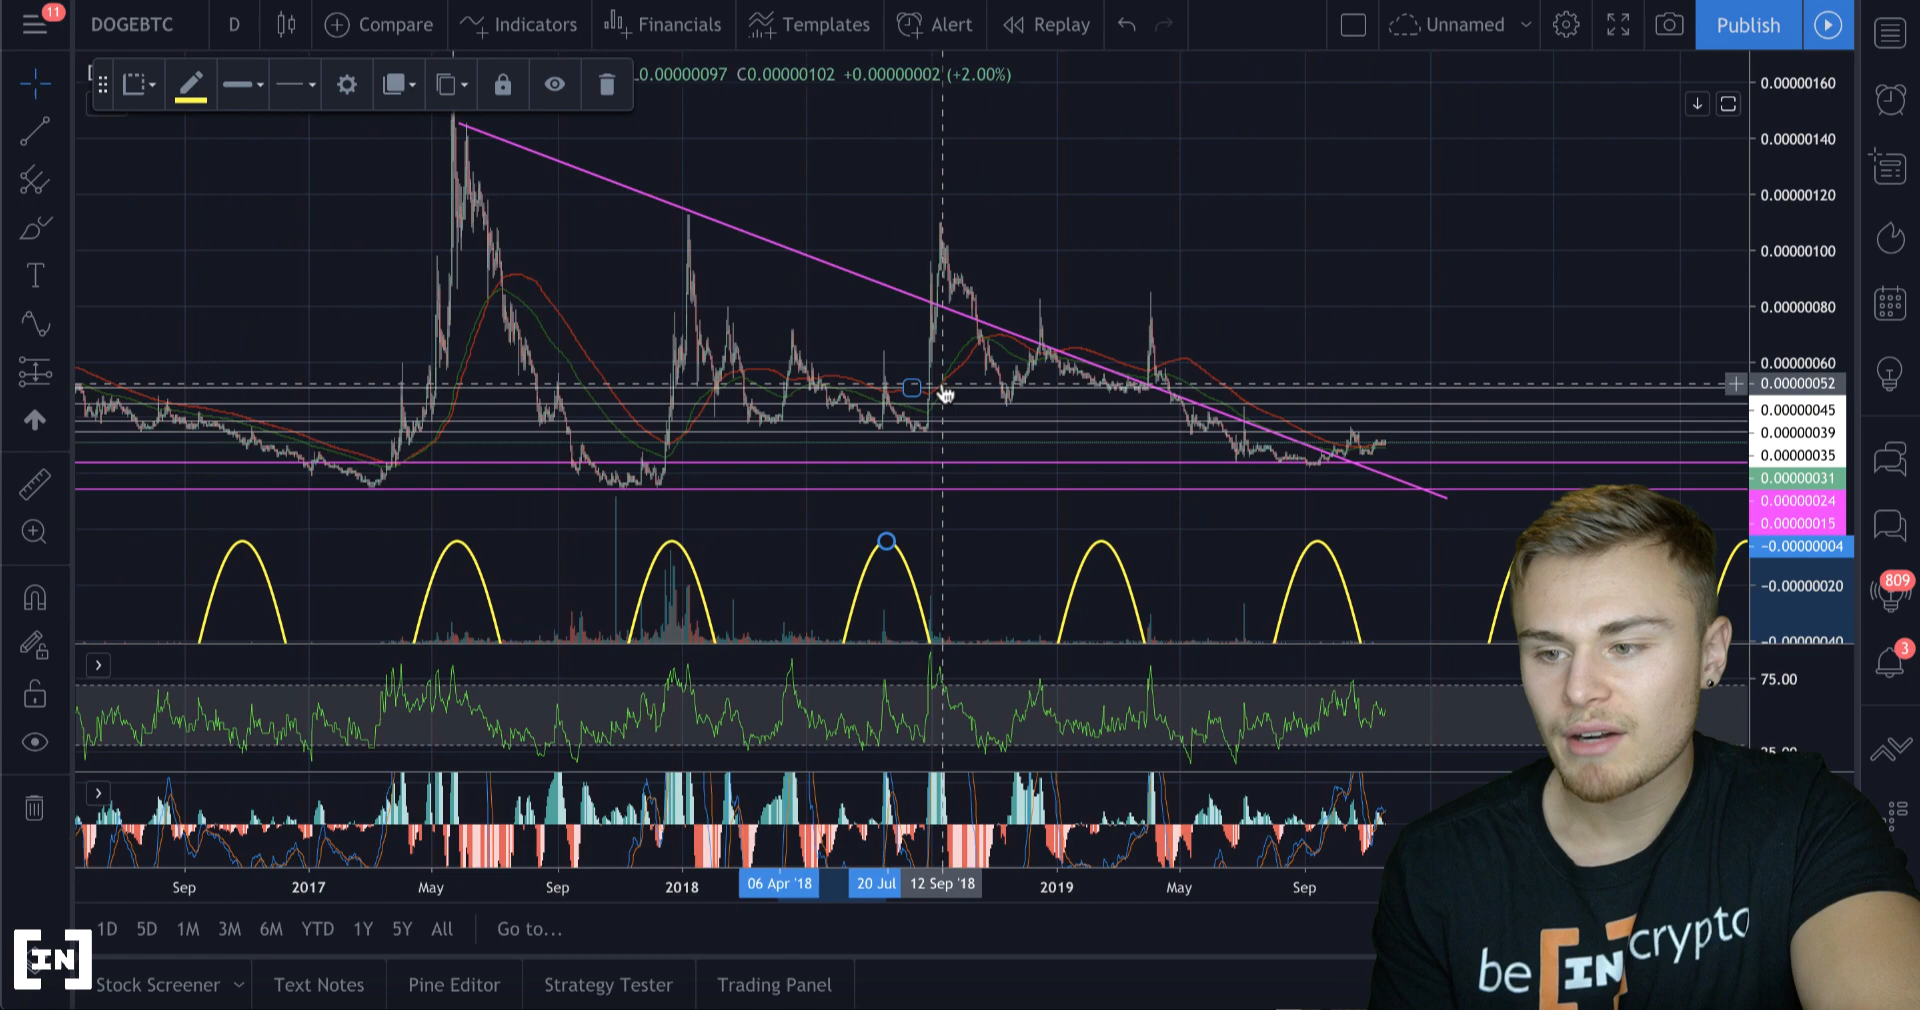 11
DOGEBTC
D
Compare
Indicators
Financials
Templates
Alert
Replay
Unnamed
Publish
0.00000097 C0.00000102 +0.00000002 (+2.00%)
0.00000160
0.00000140
0.00000120
0.00000100
0.00000080
0.00000060
0.00000052
0.00000045
0.00000039
0.00000035
0.00000031
0.00000024
0.00000015
−0.00000004
−0.00000020
−0.00000040
809
3
75.00
Sep
2017
May
Sep
2018
06 Apr '18
20 Jul
12 Sep '18
2019
May
Sep
1D
5D
1M
3M
6M
YTD
1Y
5Y
All
Go to...
[IN]
Stock Screener
Text Notes
Pine Editor
Strategy Tester
Trading Panel
be[IN]crypto